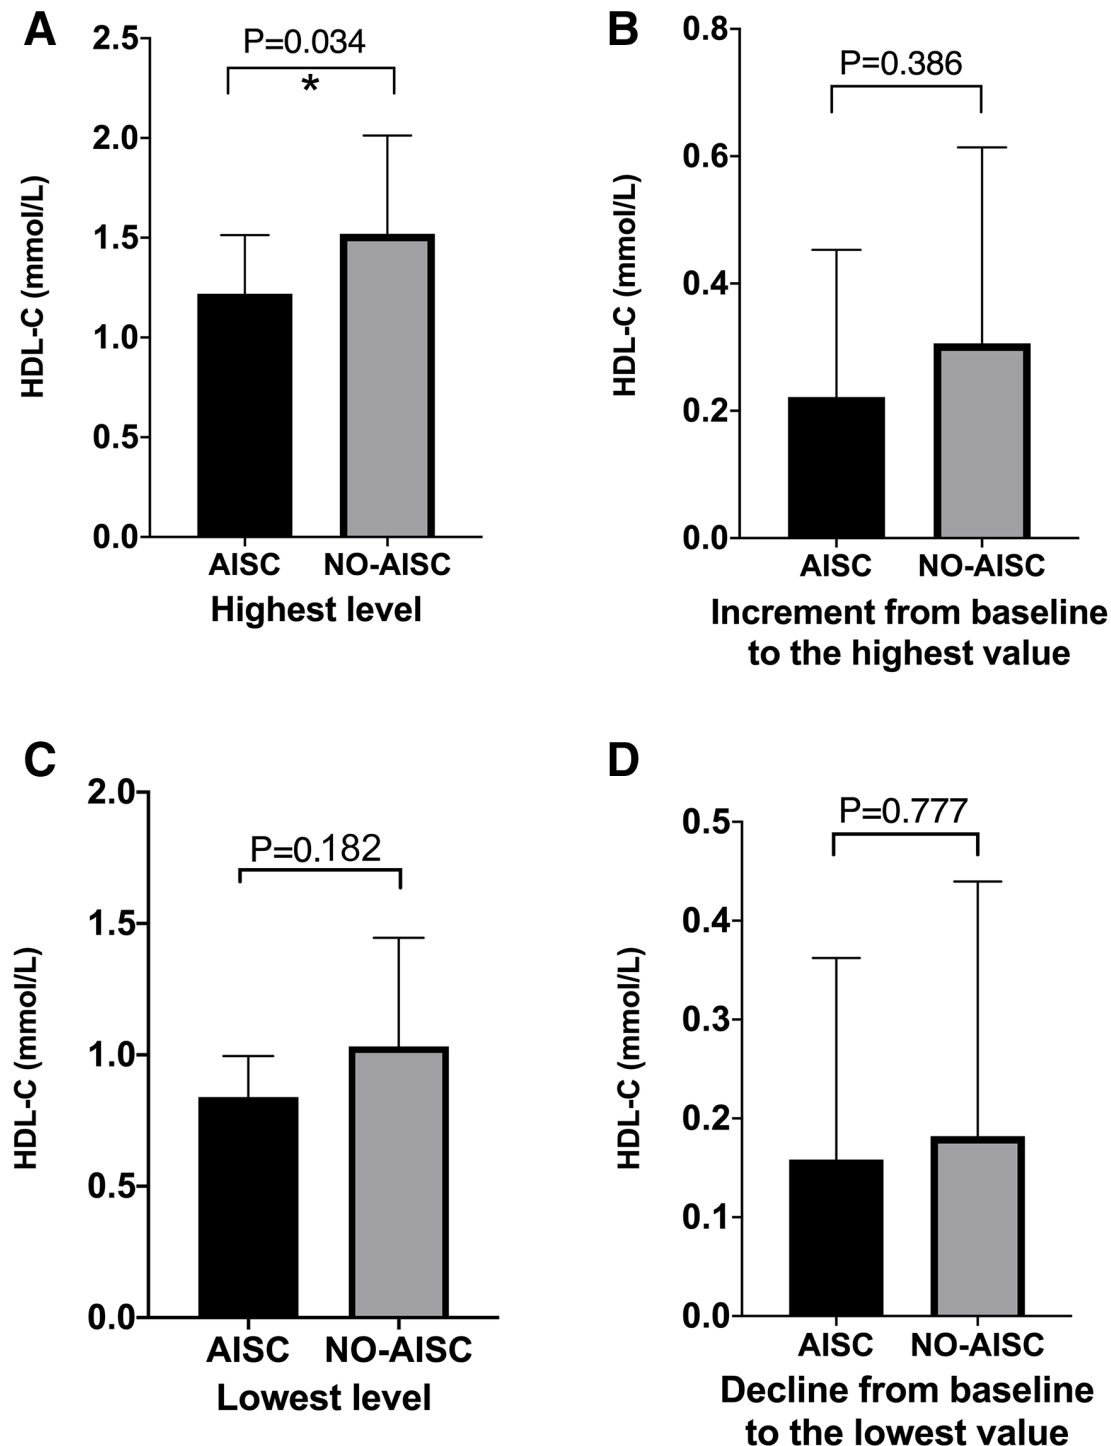 A
2.5
2.0
1.5
1.0
0.5
0.0
HDL-C (mmol/L)
P=0.034
*
AISC NO-AISC
Highest level
B
0.8
0.6
0.4
0.2
0.0
HDL-C (mmol/L)
P=0.386
AISC NO-AISC
Increment from baseline
to the highest value
C
2.0
1.5
1.0
0.5
0.0
HDL-C (mmol/L)
P=0.182
AISC NO-AISC
Lowest level
D
0.5
0.4
0.3
0.2
0.1
0.0
HDL-C (mmol/L)
P=0.777
AISC NO-AISC
Decline from baseline
to the lowest value